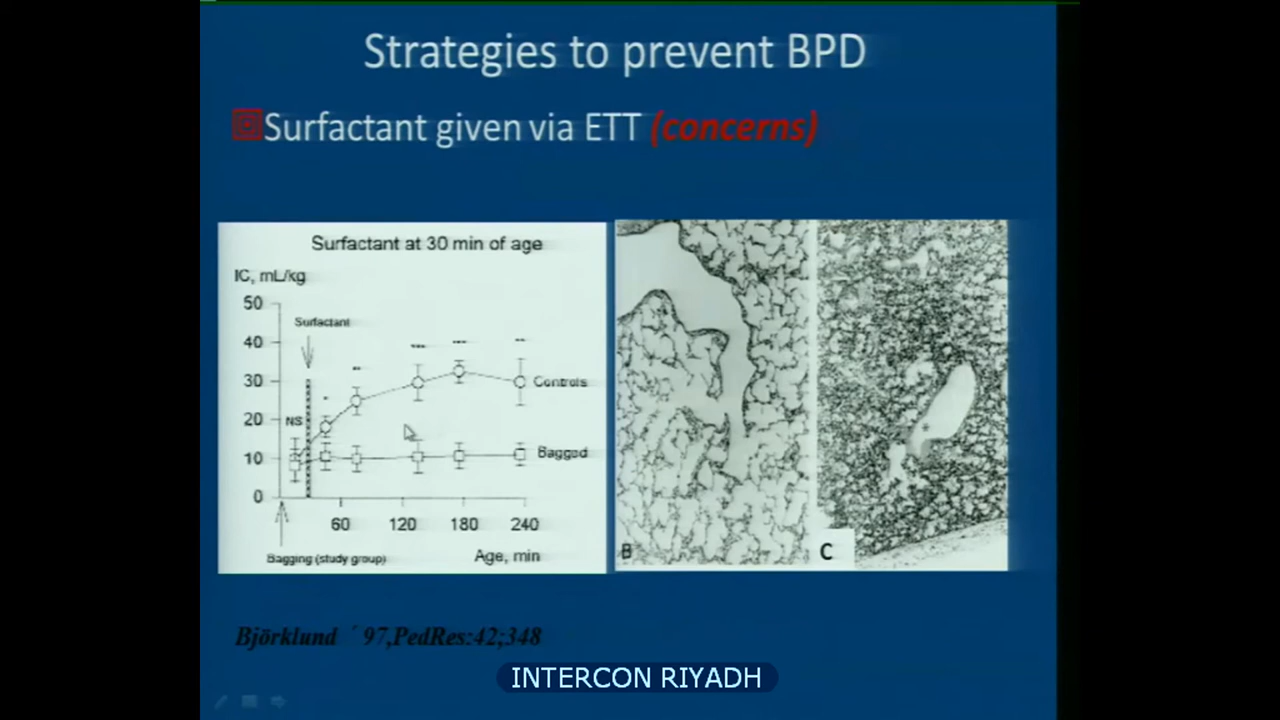 Strategies to prevent BPD
Surfactant given via ETT (concerns)
Surfactant at 30 min of age
IC, mL/kg
50
Surfactant
40
30
Controls
NS
20
10
Bagged
0
60 120 180 240
Bagging (study group)
Age, min
B
C
Björklund ´ 97,PedRes:42;348
INTERCON RIYADH